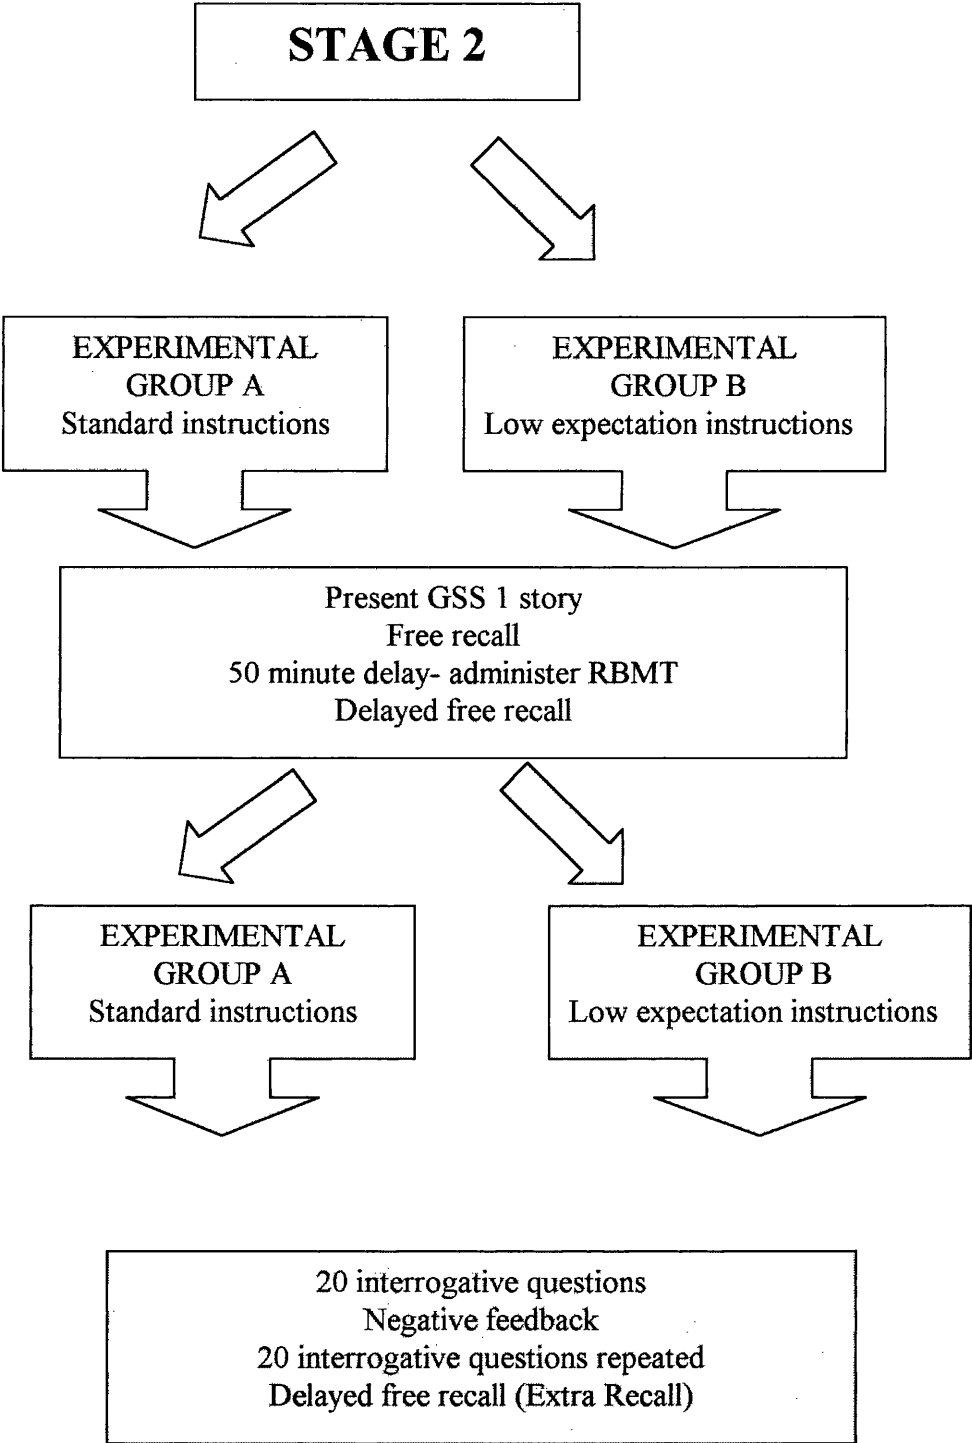 STAGE 2
EXPERIMENTAL
GROUP A
Standard instructions
EXPERIMENTAL
GROUP B
Low expectation instructions
Present GSS 1 story
Free recall
50 minute delay- administer RBMT
Delayed free recall
EXPERIMENTAL
GROUP A
Standard instructions
EXPERIMENTAL
GROUP B
Low expectation instructions
20 interrogative questions
Negative feedback
20 interrogative questions repeated
Delayed free recall (Extra Recall)